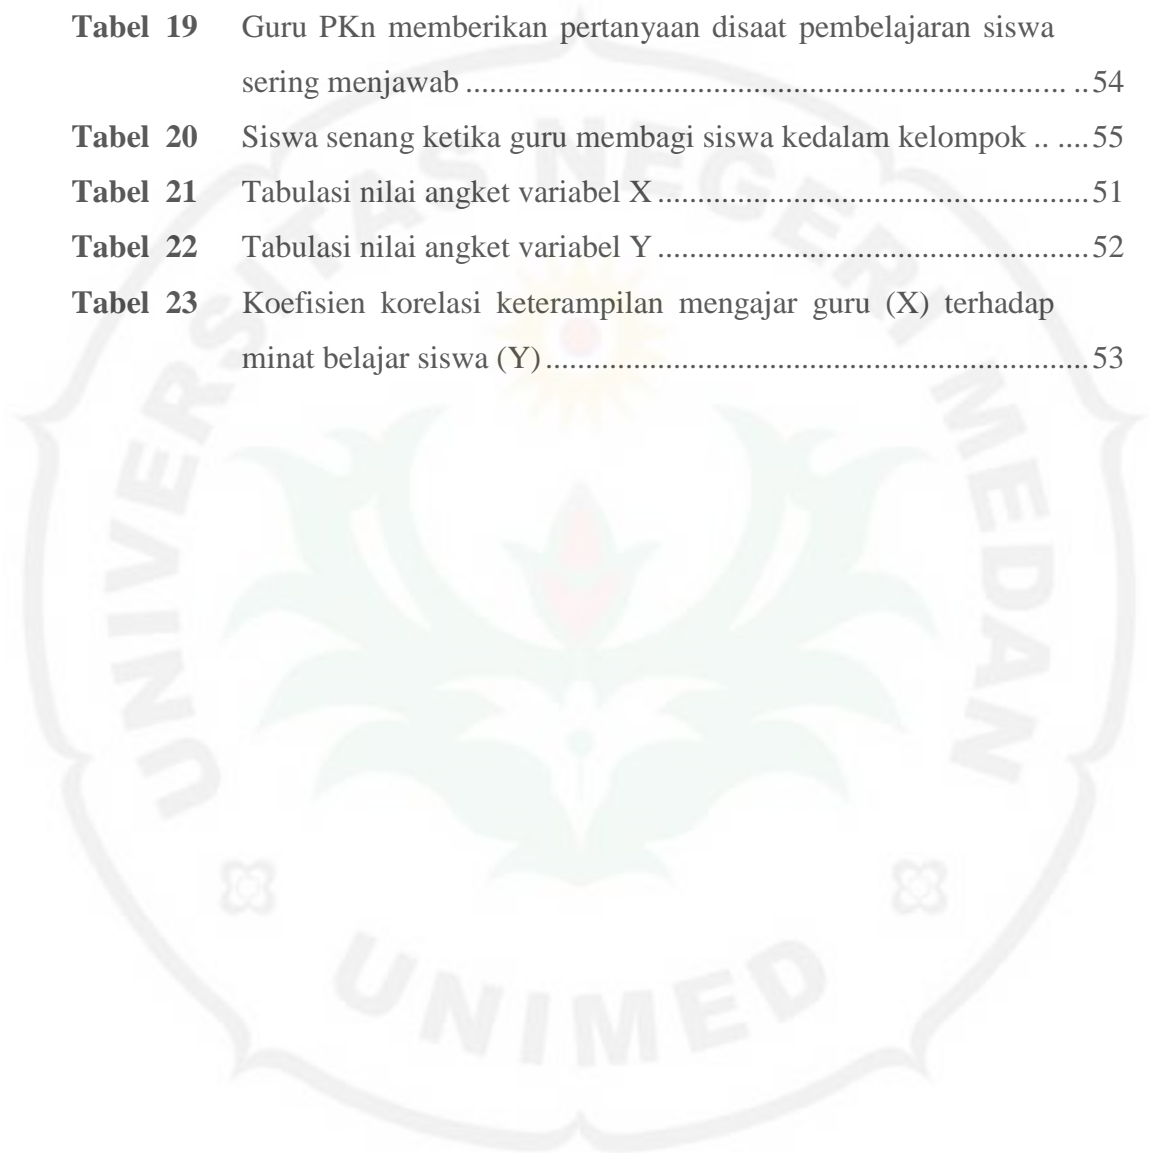 Tabel 19 Guru PKn memberikan pertanyaan disaat pembelajaran siswa
sering menjawab .................................................................... ..54
Tabel 20 Siswa senang ketika guru membagi siswa kedalam kelompok .. ....55
Tabel 21 Tabulasi nilai angket variabel X .................................................51
Tabel 22 Tabulasi nilai angket variabel Y .................................................52
Tabel 23 Koefisien korelasi keterampilan mengajar guru (X) terhadap
minat belajar siswa (Y) ..............................................................53
UNIVERSITAS NEGERI MEDAN
UNIMED